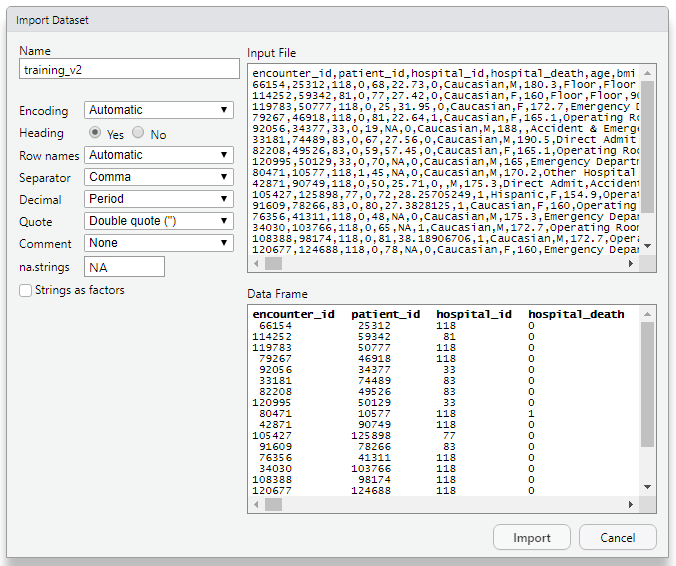 Import Dataset
Name
training_v2
Encoding Automatic
Heading Yes No
Row names Automatic
Separator Comma
Decimal Period
Quote Double quote (")
Comment None
na.strings NA
Strings as factors
Input File
encounter_id,patient_id,hospital_id,hospital_death,age,bmi
66154,25312,118,0,68,22.73,0,Caucasian,M,180.3,Floor,Floor
114252,59342,81,0,77,27.42,0,Caucasian,F,160,Floor,Floor,90
119783,50777,118,0,25,31.95,0,Caucasian,F,172.7,Emergency D
79267,46918,118,0,81,22.64,1,Caucasian,F,165.1,Operating Roo
92056,34377,33,0,19,NA,0,Caucasian,M,188,,Accident & Emerge
33181,74489,83,0,67,27.56,0,Caucasian,M,190.5,Direct Admit
82208,49526,83,0,59,57.45,0,Caucasian,F,165.1,Operating Roo
120995,50129,33,0,70,NA,0,Caucasian,M,165,Emergency Departm
80471,10577,118,1,45,NA,0,Caucasian,M,170.2,Other Hospital
42871,90749,118,0,50,25.71,0,,M,175.3,Direct Admit,Accident
105427,125898,77,0,72,28.25705249,1,Hispanic,F,154.9,Operat
91609,78266,83,0,80,27.3828125,1,Caucasian,F,160,Operating
76356,41311,118,0,48,NA,0,Caucasian,M,175.3,Emergency Depar
34030,103766,118,0,65,NA,1,Caucasian,M,172.7,Operating Room
108388,98174,118,0,81,38.18906706,1,Caucasian,M,172.7,Opera
120677,124688,118,0,78,NA,0,Caucasian,F,160,Emergency Depa
Data Frame
encounter_id patient_id hospital_id hospital_death
66154 25312 118 0
114252 59342 81 0
119783 50777 118 0
79267 46918 118 0
92056 34377 33 0
33181 74489 83 0
82208 49526 83 0
120995 50129 33 0
80471 10577 118 1
42871 90749 118 0
105427 125898 77 0
91609 78266 83 0
76356 41311 118 0
34030 103766 118 0
108388 98174 118 0
120677 124688 118 0
Import Cancel